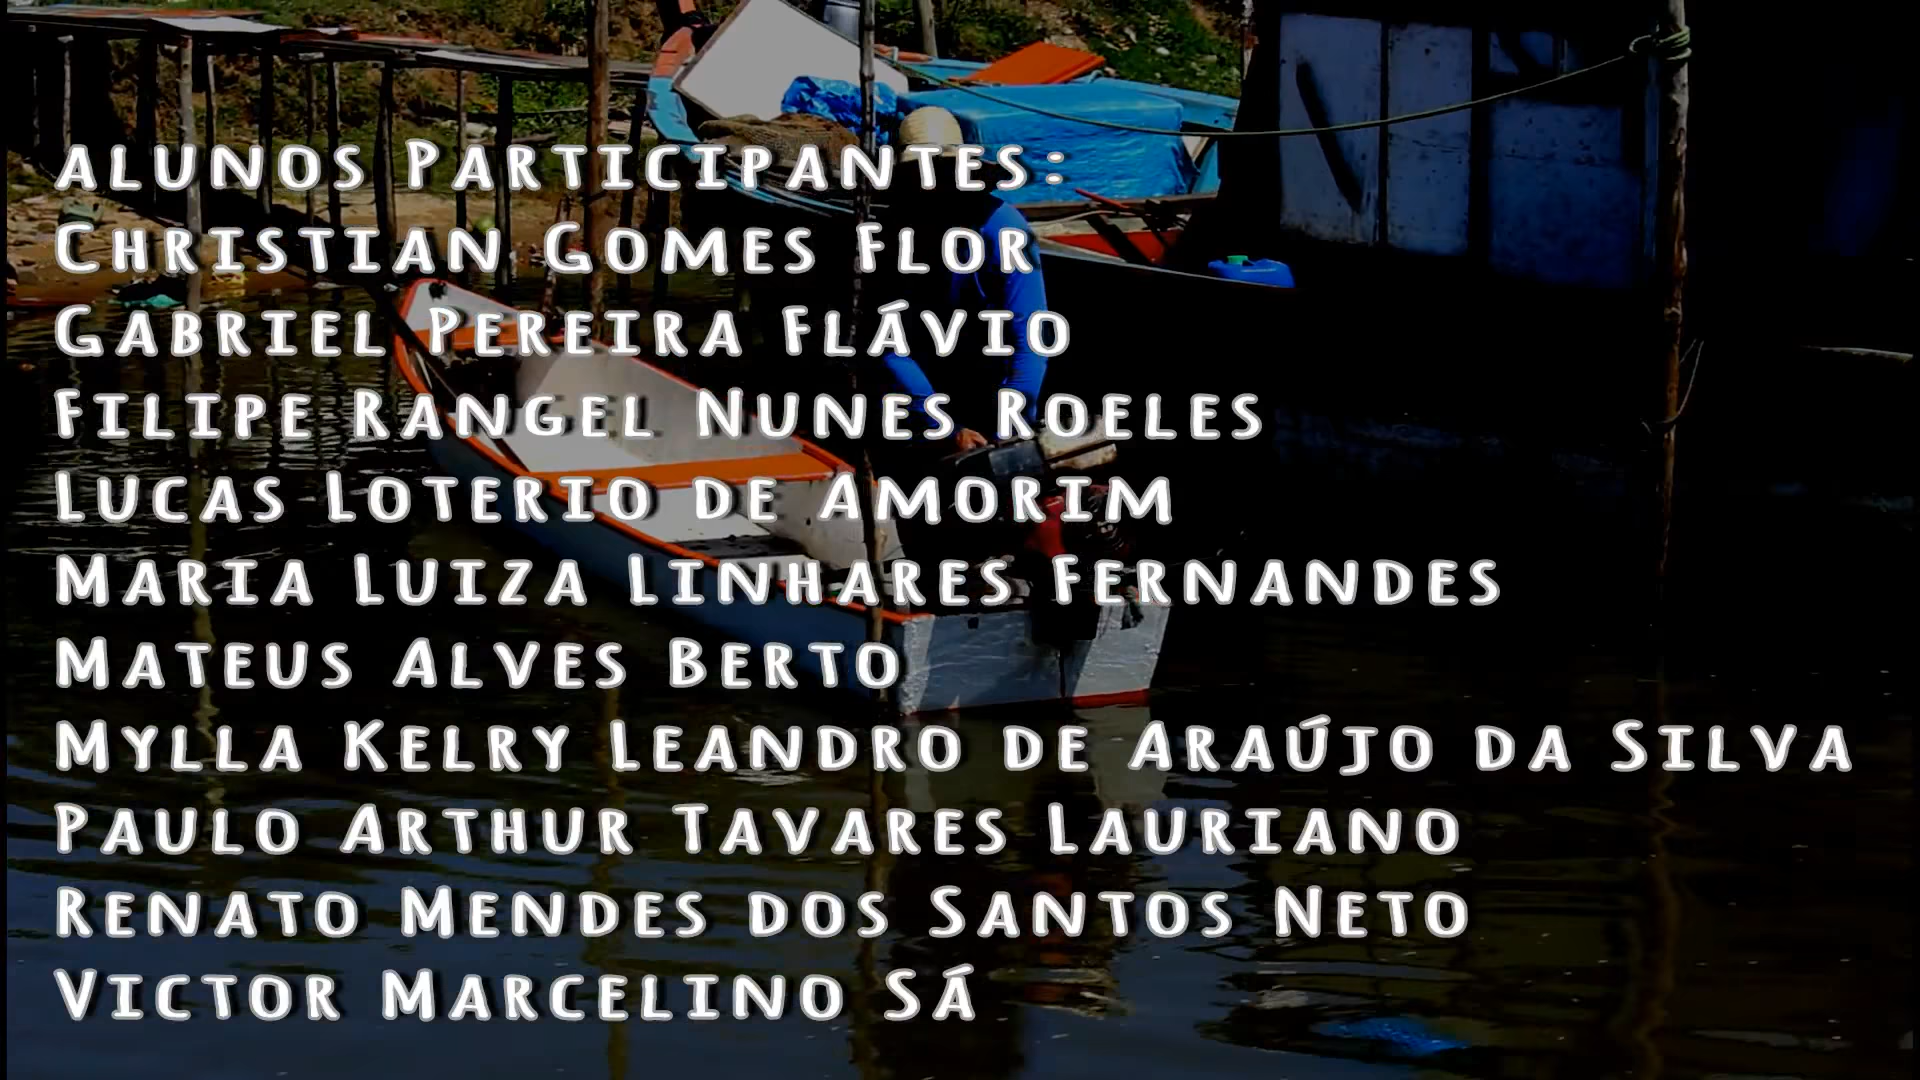 Alunos Participantes:
Christian Gomes Flor
Gabriel Pereira Flávio
Filipe Rangel Nunes Roeles
Lucas Loterio de Amorim
Maria Luiza Linhares Fernandes
Mateus Alves Berto
Mylla Kelry Leandro de Araújo da Silva
Paulo Arthur Tavares Lauriano
Renato Mendes dos Santos Neto
Victor Marcelino Sá